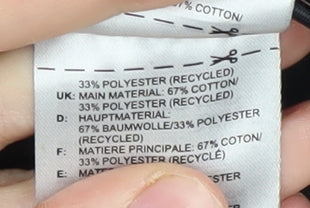 67% COTTON/
33% POLYESTER (RECYCLED)
UK: MAIN MATERIAL: 67% COTTON/
33% POLYESTER (RECYCLED)
D: HAUPTMATERIAL:
67% BAUMWOLLE/33% POLYESTER
(RECYCLED)
F: MATIERE PRINCIPALE: 67% COTON/
33% POLYESTER (RECYCLÉ)
E: